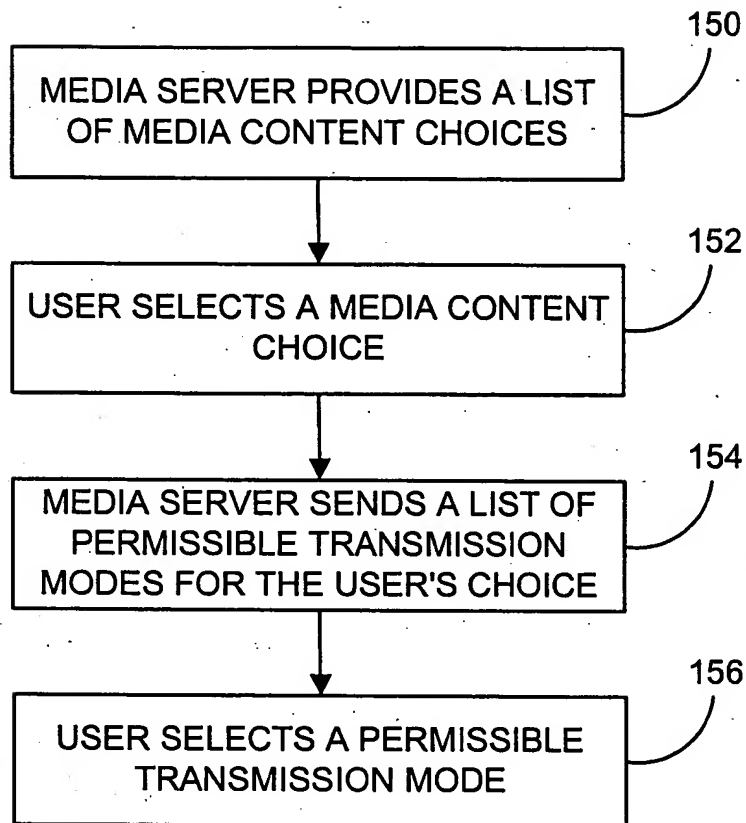 150
MEDIA SERVER PROVIDES A LIST
OF MEDIA CONTENT CHOICES
152
USER SELECTS A MEDIA CONTENT
CHOICE
154
MEDIA SERVER SENDS A LIST OF
PERMISSIBLE TRANSMISSION
MODES FOR THE USER'S CHOICE
156
USER SELECTS A PERMISSIBLE
TRANSMISSION MODE